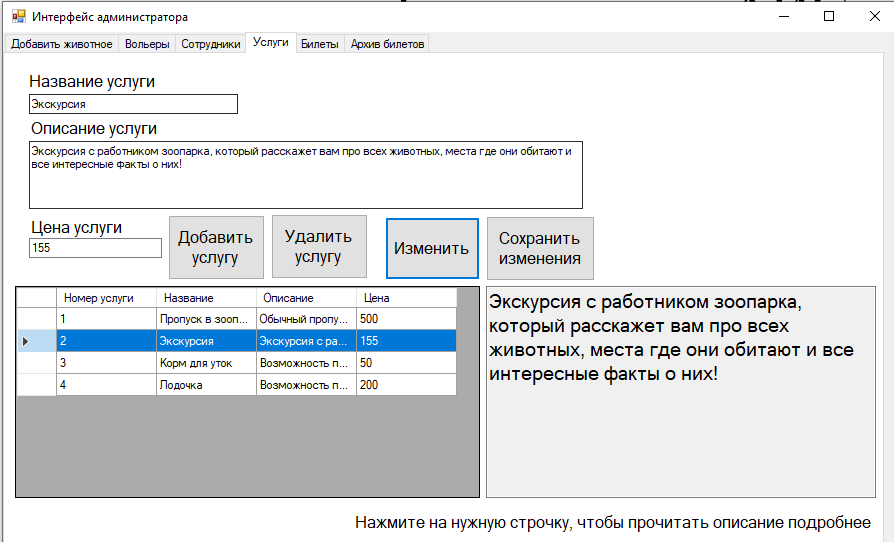 Интерфейс администратора
Добавить животное Вольеры Сотрудники Услуги Билеты Архив билетов
Название услуги
Экскурсия
Описание услуги
Экскурсия с работником зоопарка, который расскажет вам про всех животных, места где они обитают и
все интересные факты о них!
Цена услуги
155
Добавить
услугу
Удалить
услугу
Изменить
Сохранить
изменения
Номер услуги Название Описание Цена
1 Пропуск в зооп... Обычный пропу... 500
2 Экскурсия Экскурсия с ра... 155
3 Корм для уток Возможность п... 50
4 Лодочка Возможность п... 200
Экскурсия с работником зоопарка,
который расскажет вам про всех
животных, места где они обитают и все
интересные факты о них!
Нажмите на нужную строчку, чтобы прочитать описание подробнее